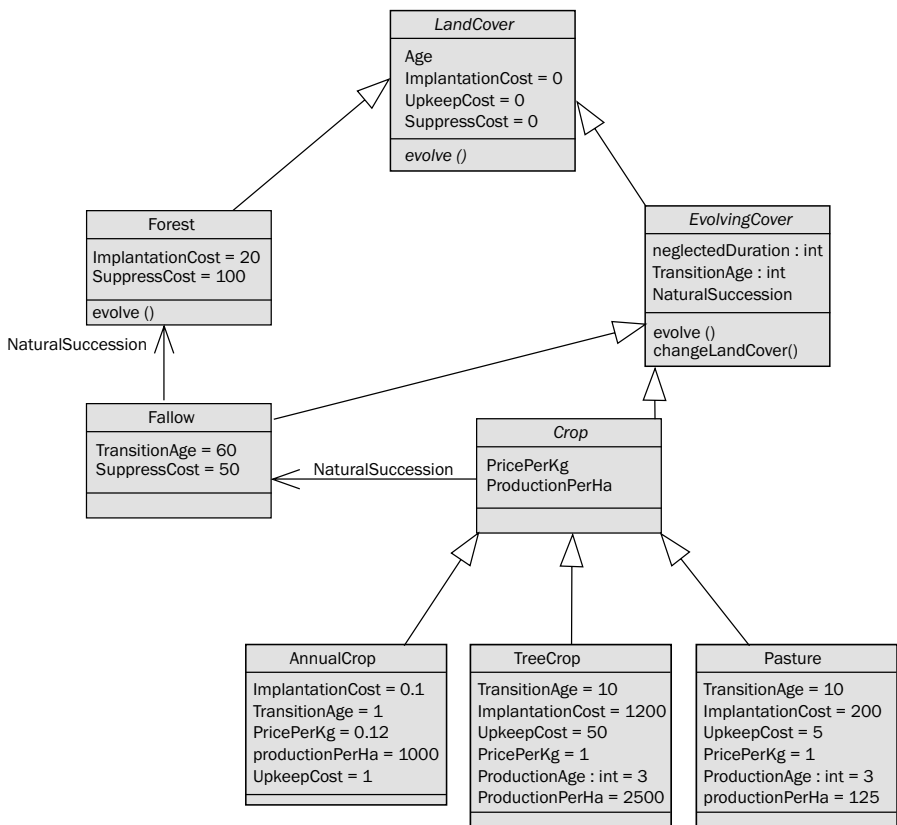 LandCover
Age
ImplantationCost = 0
UpkeepCost = 0
SuppressCost = 0
evolve ()
Forest
ImplantationCost = 20
SuppressCost = 100
evolve ()
EvolvingCover
neglectedDuration : int
TransitionAge : int
NaturalSuccession
evolve ()
changeLandCover()
NaturalSuccession
Fallow
TransitionAge = 60
SuppressCost = 50
NaturalSuccession
Crop
PricePerKg
ProductionPerHa
AnnualCrop
ImplantationCost = 0.1
TransitionAge = 1
PricePerKg = 0.12
productionPerHa = 1000
UpkeepCost = 1
TreeCrop
TransitionAge = 10
ImplantationCost = 1200
UpkeepCost = 50
PricePerKg = 1
ProductionAge : int = 3
ProductionPerHa = 2500
Pasture
TransitionAge = 10
ImplantationCost = 200
UpkeepCost = 5
PricePerKg = 1
ProductionAge : int = 3
productionPerHa = 125